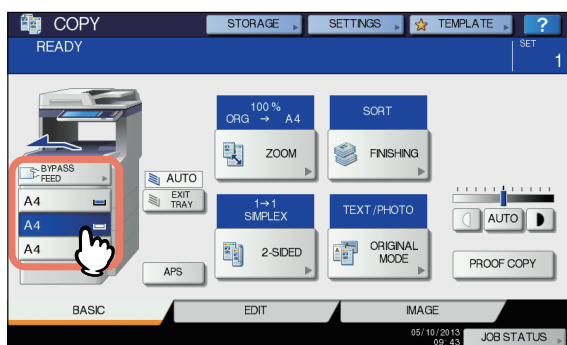 COPY
STORAGE
SETTINGS
TEMPLATE
?
READY
SET
1
100 %
ORG → A4
ZOOM
SORT
FINISHING
BYPASS
FEED
A4
A4
A4
AUTO
EXIT
TRAY
APS
1→1
SIMPLEX
2-SIDED
TEXT/PHOTO
ORIGINAL
MODE
AUTO
PROOF COPY
BASIC
EDIT
IMAGE
05/10/2013
09:43
JOB STATUS